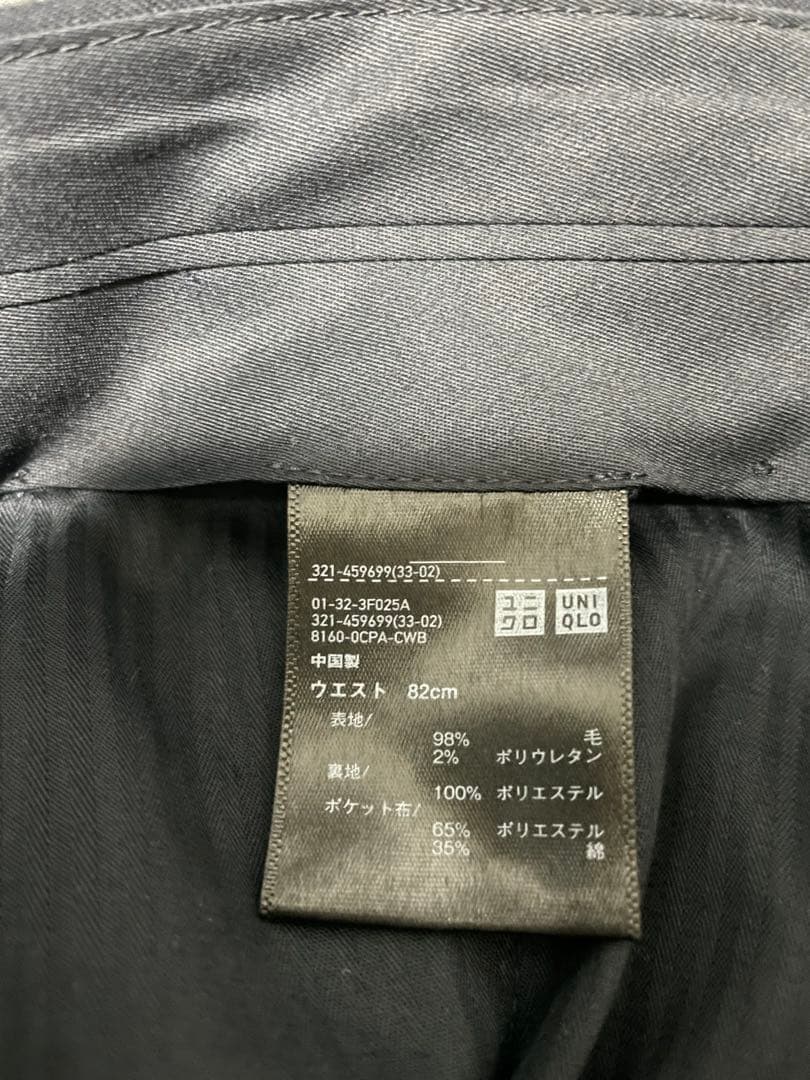 321-459699(33-02)
01-32-3F025A
321-459699(33-02)
8160-0CPA-CWB
ユニクロ
UNIQLO
中国製
ウエスト 82cm
表地/
98% 毛
2% ポリウレタン
裏地/
100% ポリエステル
ポケット布/
65% ポリエステル
35% 綿